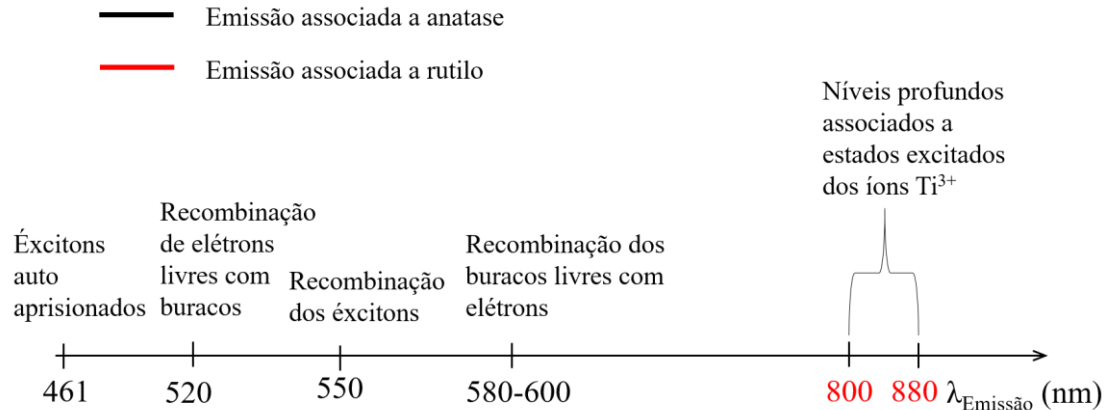 Emissão associada a anatase
Emissão associada a rutilo
Níveis profundos
associados a
estados excitados
dos íons Ti³⁺
Éxcitons
auto
aprisionados
Recombinação
de elétrons
livres com
buracos
Recombinação
dos éxcitons
Recombinação dos
buracos livres com
elétrons
461 520 550 580-600 800 880 λEmissão (nm)